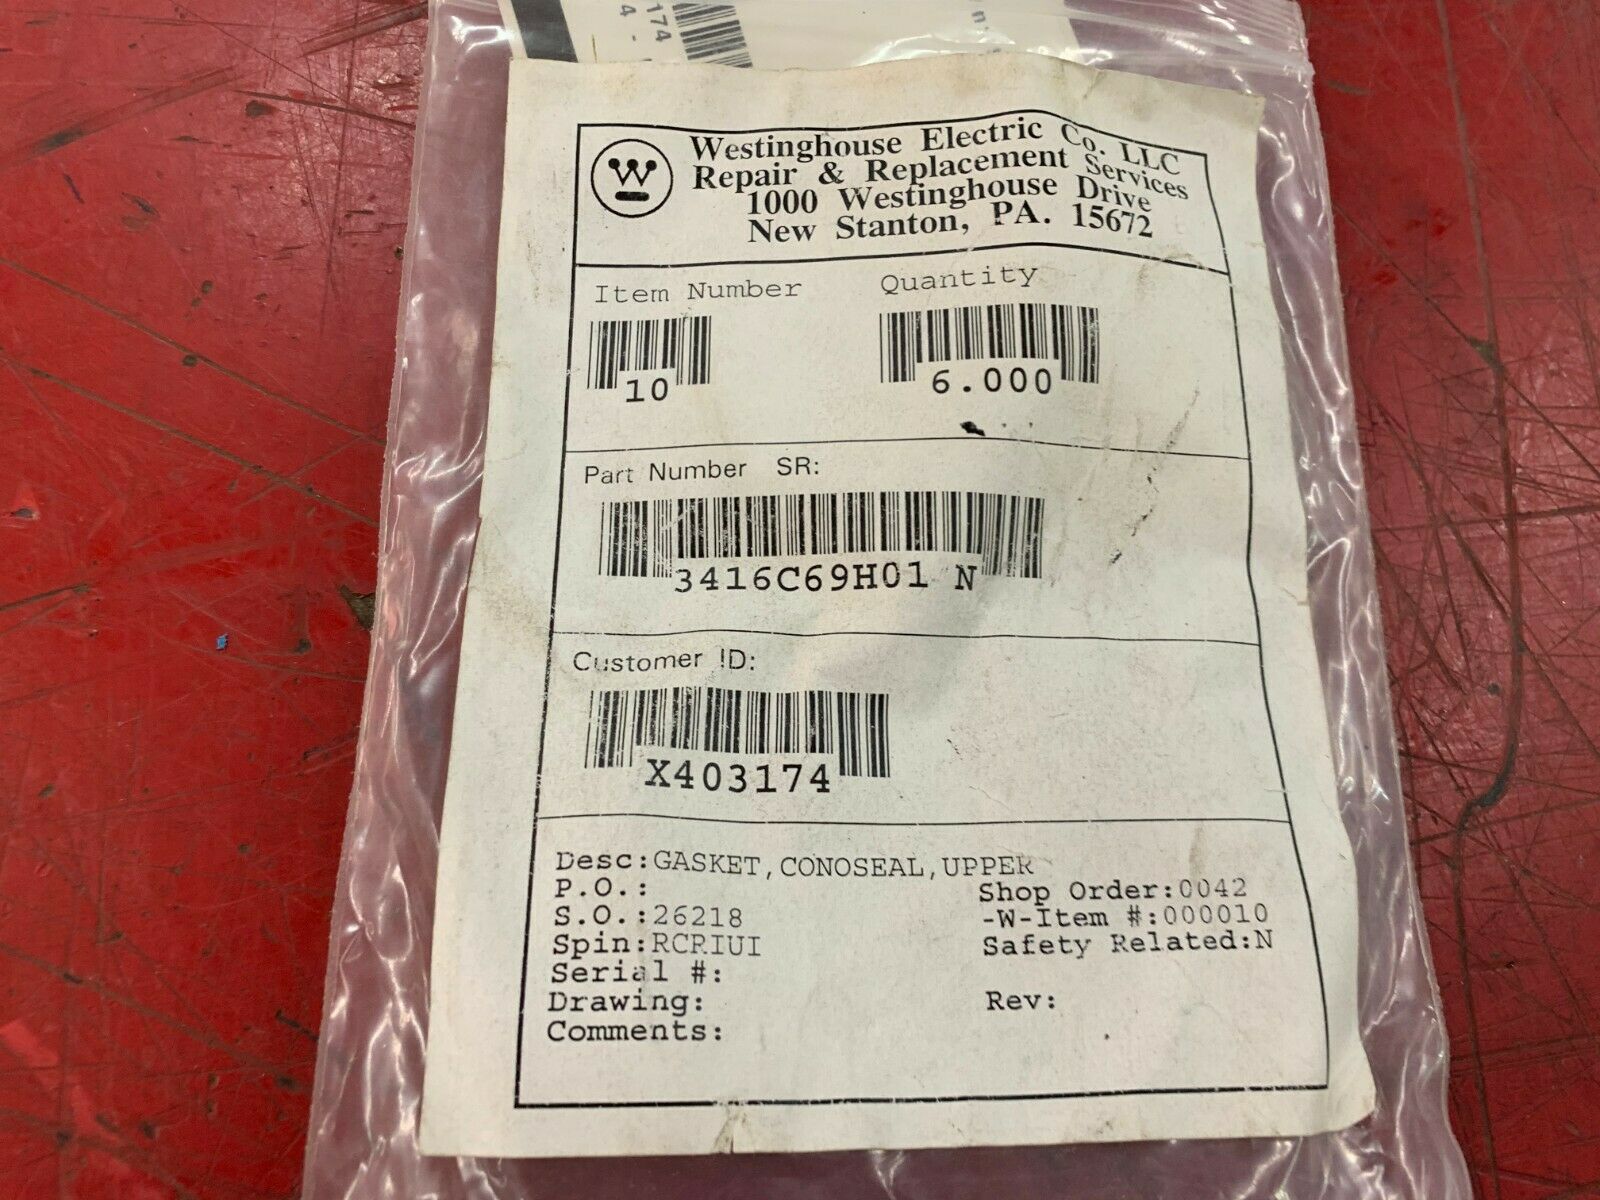 174
4 -
W
Westinghouse Electric Co. LLC
Repair & Replacement Services
1000 Westinghouse Drive
New Stanton, PA. 15672
Item Number Quantity
10 6.000
Part Number SR:
3416C69H01 N
Customer ID:
X403174
Desc:GASKET,CONOSEAL,UPPER
P.O.: Shop Order:0042
S.O.:26218 -W-Item #:000010
Spin:RCRIUI Safety Related:N
Serial #:
Drawing: Rev:
Comments: